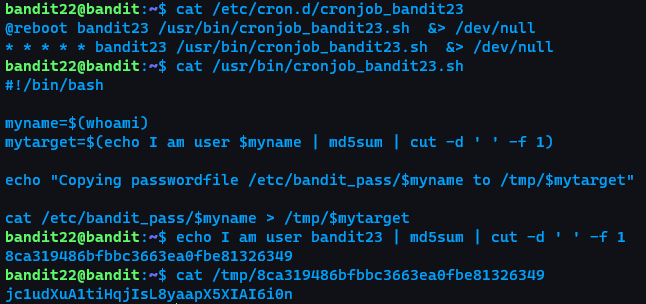 bandit22@bandit:~$ cat /etc/cron.d/cronjob_bandit23
@reboot bandit23 /usr/bin/cronjob_bandit23.sh  &> /dev/null
* * * * * bandit23 /usr/bin/cronjob_bandit23.sh  &> /dev/null
bandit22@bandit:~$ cat /usr/bin/cronjob_bandit23.sh
#!/bin/bash

myname=$(whoami)
mytarget=$(echo I am user $myname | md5sum | cut -d ' ' -f 1)

echo "Copying passwordfile /etc/bandit_pass/$myname to /tmp/$mytarget"

cat /etc/bandit_pass/$myname > /tmp/$mytarget
bandit22@bandit:~$ echo I am user bandit23 | md5sum | cut -d ' ' -f 1
8ca319486bfbbc3663ea0fbe81326349
bandit22@bandit:~$ cat /tmp/8ca319486bfbbc3663ea0fbe81326349
jc1udXuA1tiHqjIsL8yaapX5XIAI6i0n